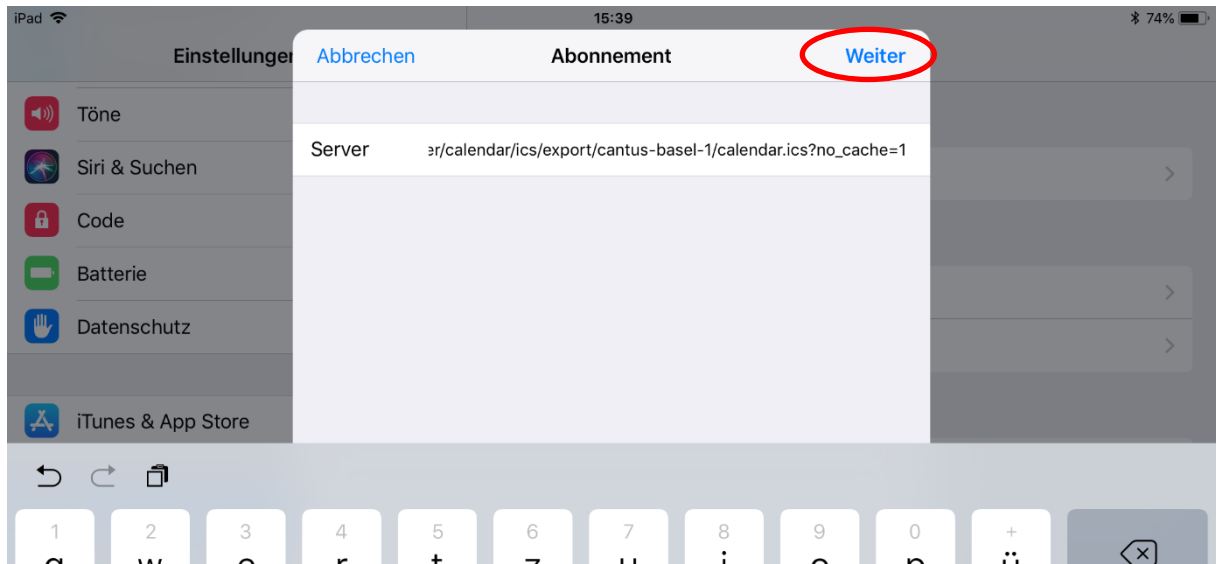 iPad 15:39 74%
Einstellungen Abbrechen Abonnement Weiter
Töne
Server er/calendar/ics/export/cantus-basel-1/calendar.ics?no_cache=1
Siri & Suchen
Code
Batterie
Datenschutz
iTunes & App Store
1 2 3 4 5 6 7 8 9 0 +
q w e r t z u i o p ü